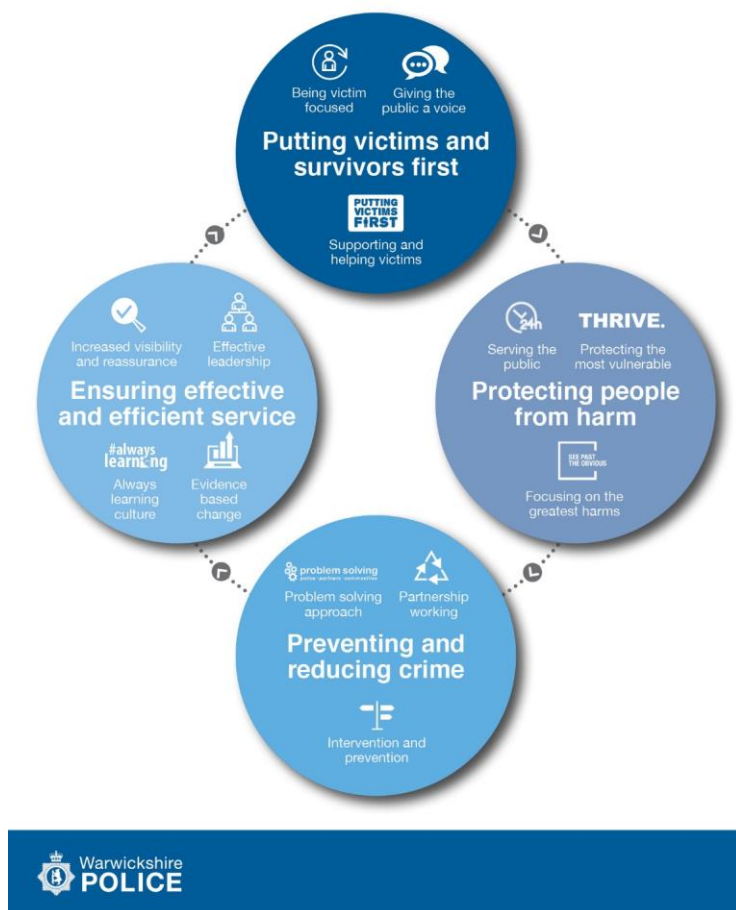 Being victim
focused
Giving the
public a voice
Putting victims and
survivors first
PUTTING
VICTIMS
FIRST
Supporting and
helping victims
Increased visibility
and reassurance
Effective
leadership
Ensuring effective
and efficient service
#always
learning
Always
learning
culture
Evidence
based
change
24h
THRIVE.
Serving the
public
Protecting the
most vulnerable
Protecting people
from harm
SEE PAST
THE OBVIOUS
Focusing on the
greatest harms
problem solving
police partners communities
Problem solving
approach
Partnership
working
Preventing and
reducing crime
Intervention and
prevention
Warwickshire
POLICE